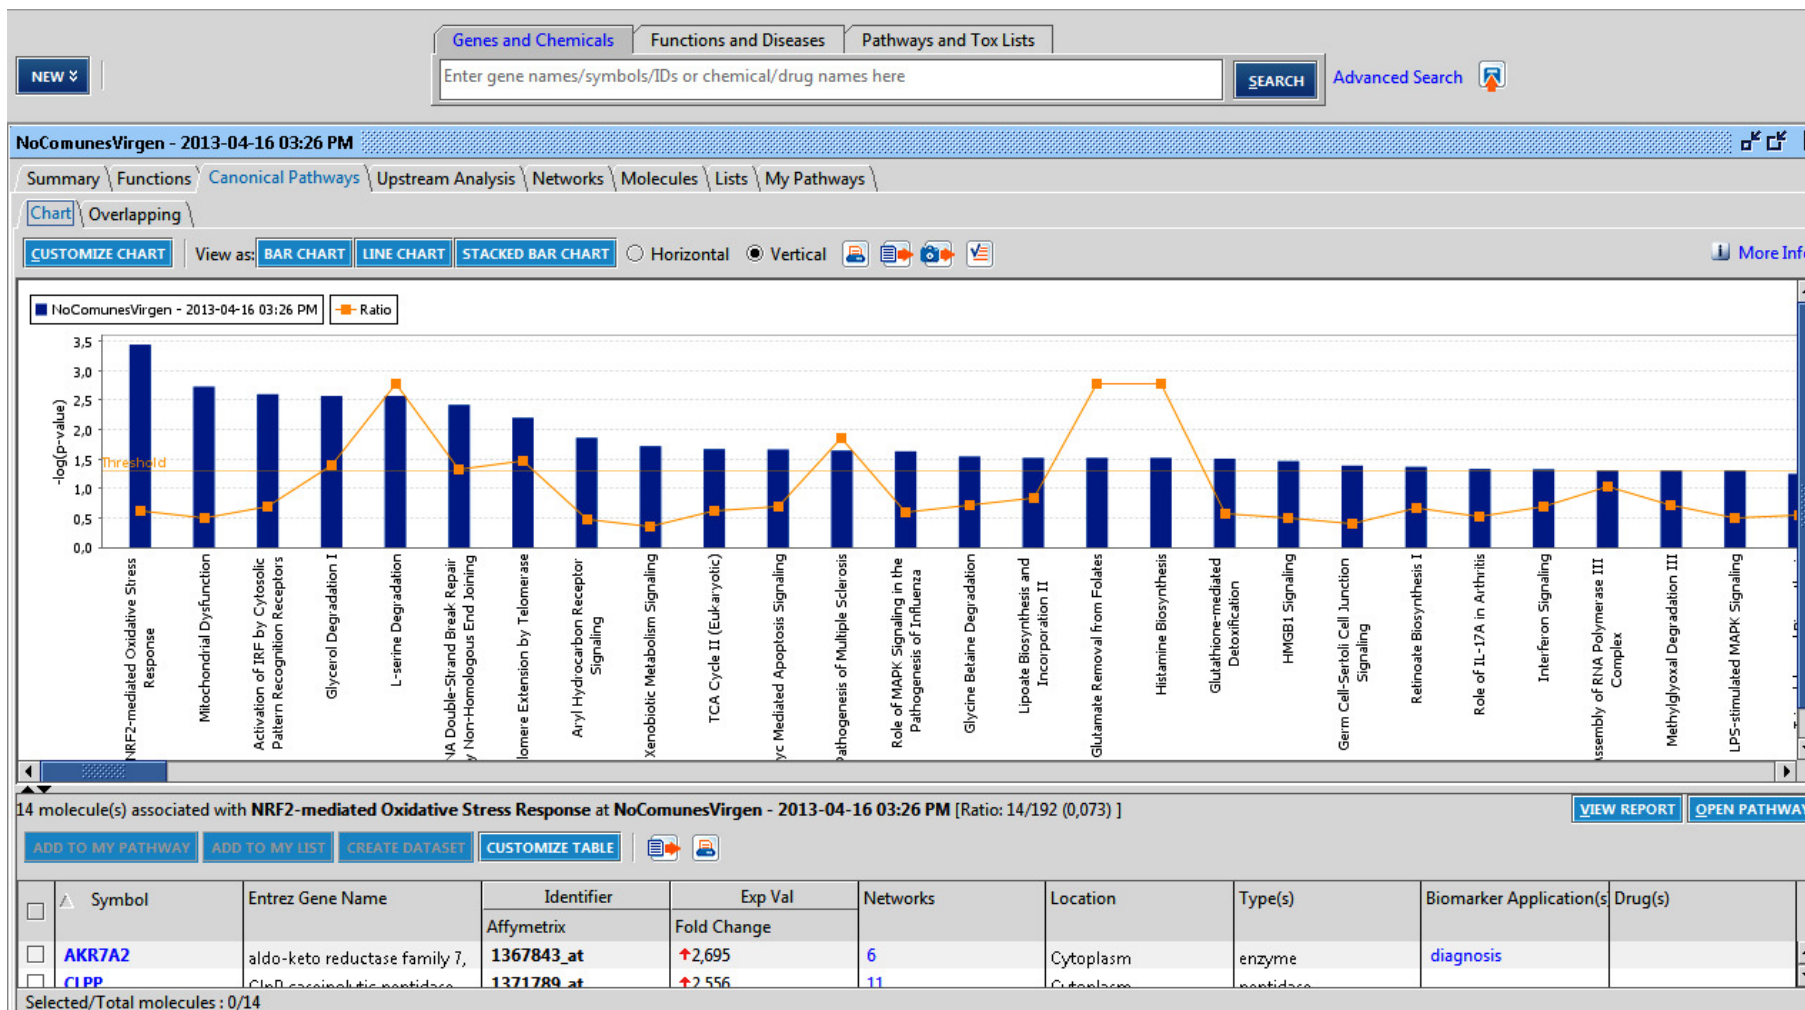 Genes and Chemicals Functions and Diseases Pathways and Tox Lists
NEW
Enter gene names/symbols/IDs or chemical/drug names here
SEARCH
Advanced Search
NoComunesVirgen - 2013-04-16 03:26 PM
Summary Functions Canonical Pathways Upstream Analysis Networks Molecules Lists My Pathways
Chart Overlapping
CUSTOMIZE CHART View as: BAR CHART LINE CHART STACKED BAR CHART Horizontal Vertical
More Info
NoComunesVirgen - 2013-04-16 03:26 PM Ratio
-log(p-value)
3,5
3,0
2,5
2,0
1,5
1,0
0,5
0,0
Threshold
NRF2-mediated Oxidative Stress
Response
Mitochondrial Dysfunction
Activation of IRF by Cytosolic
Pattern Recognition Receptors
Glycerol Degradation I
L-serine Degradation
NA Double-Strand Break Repair
y Non-Homologous End Joining
lomere Extension by Telomerase
Aryl Hydrocarbon Receptor
Signaling
Xenobiotic Metabolism Signaling
TCA Cycle II (Eukaryotic)
yc Mediated Apoptosis Signaling
Pathogenesis of Multiple Sclerosis
Role of MAPK Signaling in the
Pathogenesis of Influenza
Glycine Betaine Degradation
Lipoate Biosynthesis and
Incorporation II
Glutamate Removal from Folates
Histamine Biosynthesis
Glutathione-mediated
Detoxification
HMGB1 Signaling
Germ Cell-Sertoli Cell Junction
Signaling
Retinoate Biosynthesis I
Role of IL-17A in Arthritis
Interferon Signaling
Assembly of RNA Polymerase III
Complex
Methylglyoxal Degradation III
LPS-stimulated MAPK Signaling
14 molecule(s) associated with NRF2-mediated Oxidative Stress Response at NoComunesVirgen - 2013-04-16 03:26 PM [Ratio: 14/192 (0,073) ]
VIEW REPORT OPEN PATHWAY
ADD TO MY PATHWAY ADD TO MY LIST CREATE DATASET CUSTOMIZE TABLE
Symbol Entrez Gene Name Identifier Exp Val Networks Location Type(s) Biomarker Application(s Drug(s)
Affymetrix Fold Change
AKR7A2 aldo-keto reductase family 7, 1367843_at 2,695 6 Cytoplasm enzyme diagnosis
CLPP ClpP caseinolytic peptidase 1371789_at 2,556 11 Cytoplasm peptidase
Selected/Total molecules : 0/14